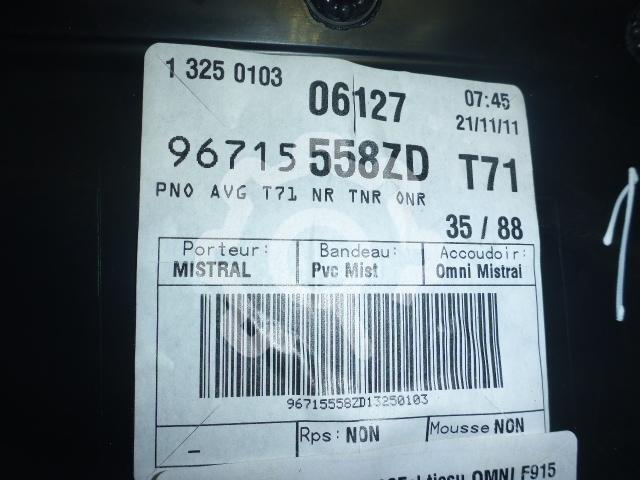 1 325 0103
06127
07:45
21/11/11
96715 558ZD T71
PNO AVG T71 NR TNR ONR
35 / 88
Porteur: Bandeau: Accoudoir:
MISTRAL Pvc Mist Omni Mistral
96715558ZD13250103
- Rps: NON Mousse NON
OMNI F915
1